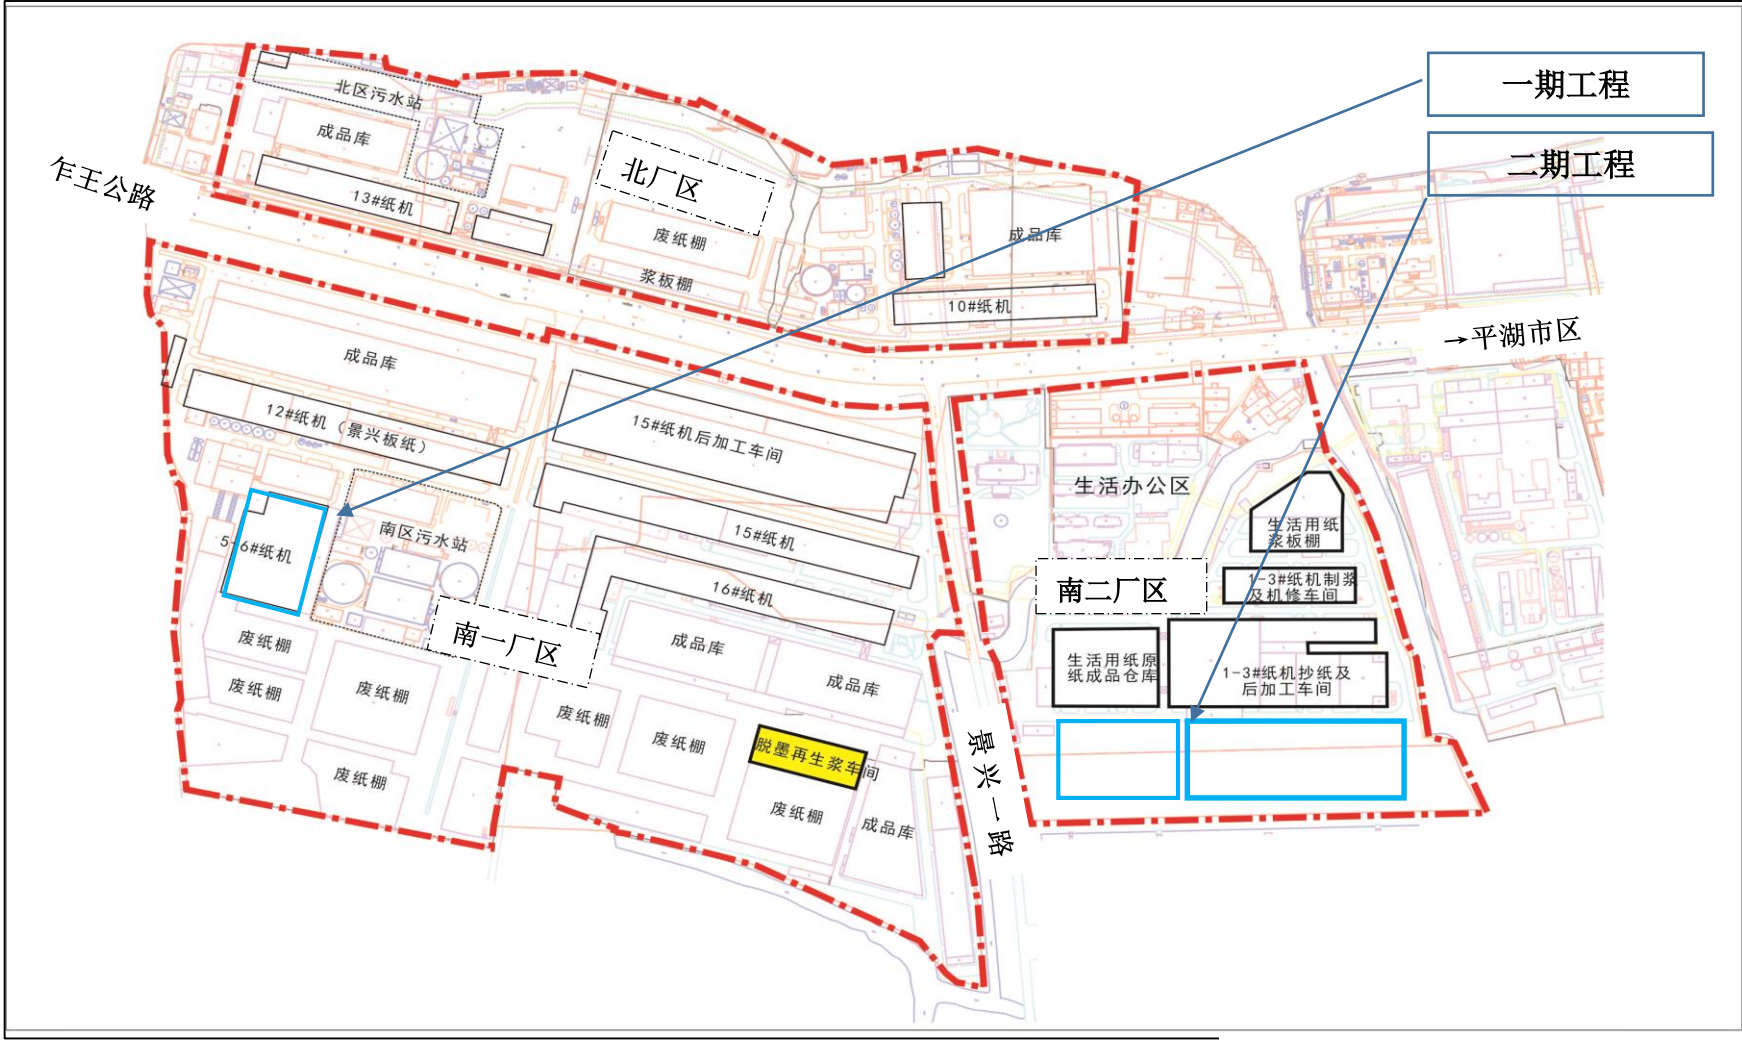 一期工程
二期工程
北区污水站
成品库
13#纸机
北厂区
乍王公路
废纸棚
浆板棚
成品库
10#纸机
→平湖市区
成品库
12#纸机（景兴板纸）
15#纸机后加工车间
15#纸机
16#纸机
5-6#纸机
南区污水站
南一厂区
废纸棚
废纸棚
废纸棚
废纸棚
成品库
成品库
废纸棚
废纸棚
脱墨再生浆车间
废纸棚
成品库
景兴一路
生活办公区
生活用纸
浆板棚
南二厂区
1-3#纸机制浆
及机修车间
生活用纸原
纸成品仓库
1-3#纸机抄纸及
后加工车间